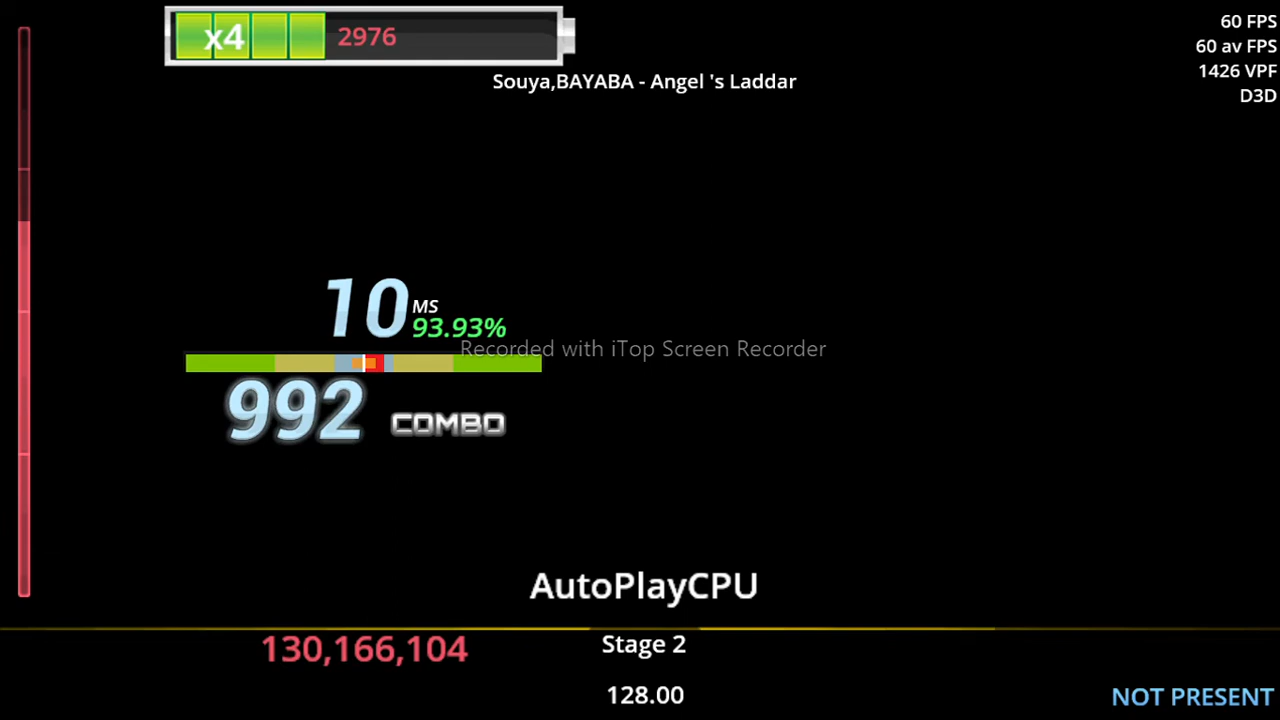 x4 2976
60 FPS
60 av FPS
1426 VPF
D3D
Souya,BAYABA - Angel 's Laddar
10 MS
93.93%
Recorded with iTop Screen Recorder
992 COMBO
AutoPlayCPU
130,166,104
Stage 2
128.00
NOT PRESENT